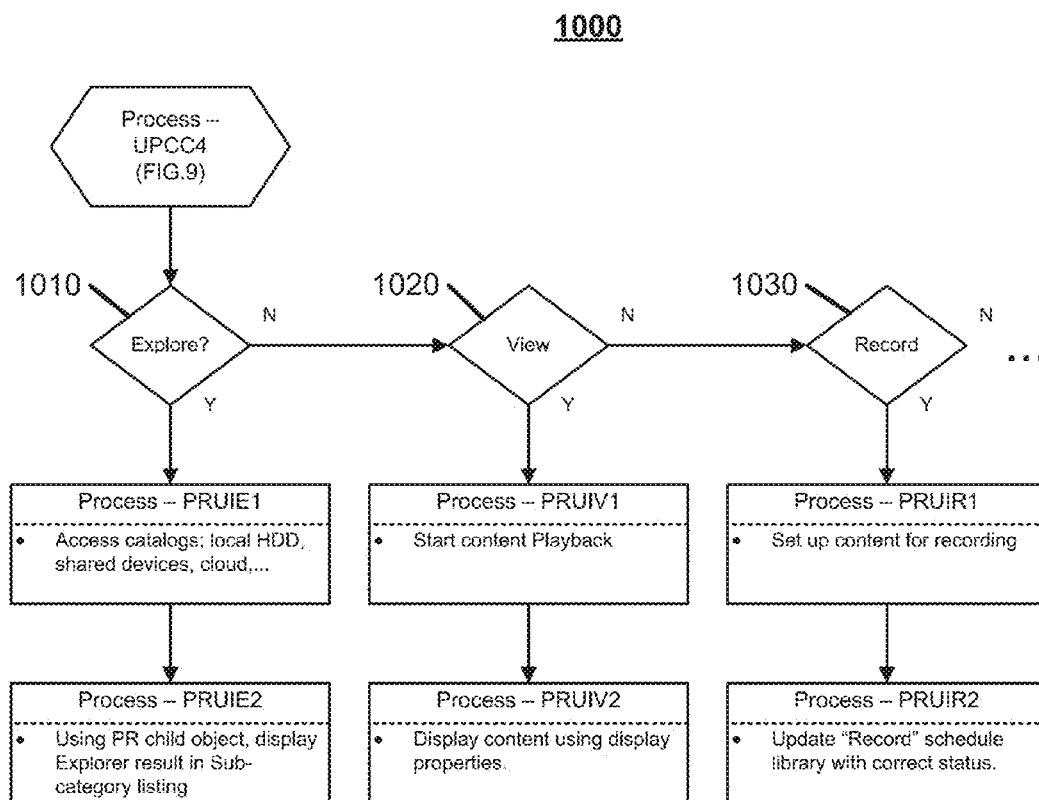 1000
Process –
UPCC4
(FIG.9)
1010
1020
1030
Explore?
N
View
N
Record
N
...
Y
Y
Y
Process – PRUIE1
• Access catalogs; local HDD,
shared devices, cloud,...
Process – PRUIV1
• Start content Playback
Process – PRUIR1
• Set up content for recording
Process – PRUIE2
• Using PR child object, display
Explorer result in Sub-
category listing
Process – PRUIV2
• Display content using display
properties.
Process – PRUIR2
• Update "Record" schedule
library with correct status.